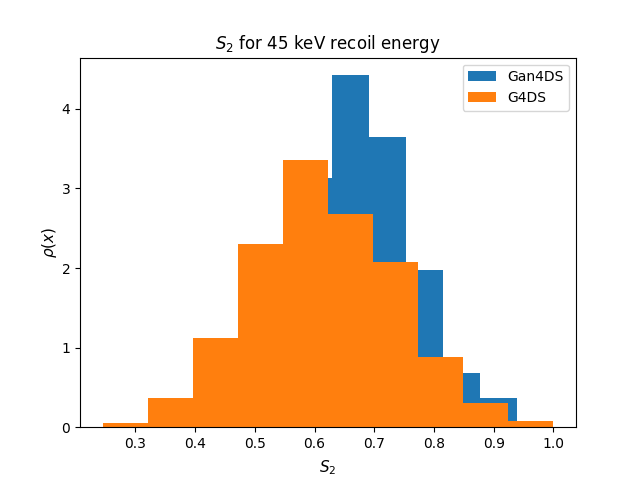 S₂ for 45 keV recoil energy
Gan4DS
G4DS
ρ(x)
4
3
2
1
0
0.3 0.4 0.5 0.6 0.7 0.8 0.9 1.0
S₂